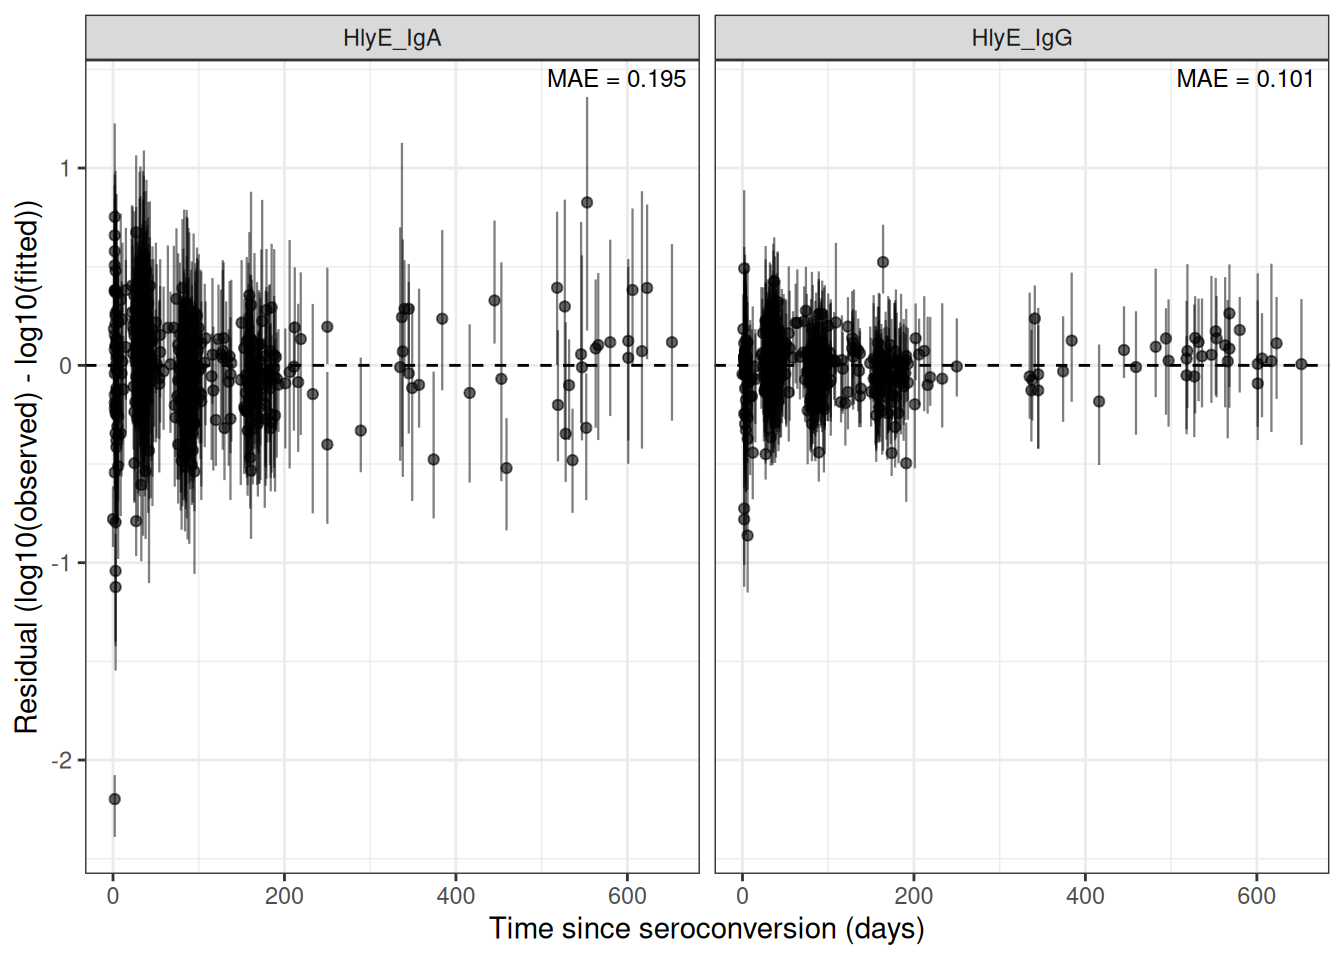 HlyE_IgA
HlyE_IgG
MAE = 0.195
MAE = 0.101
Residual (log10(observed) - log10(fitted))
1
0
-1
-2
0 200 400 600
0 200 400 600
Time since seroconversion (days)